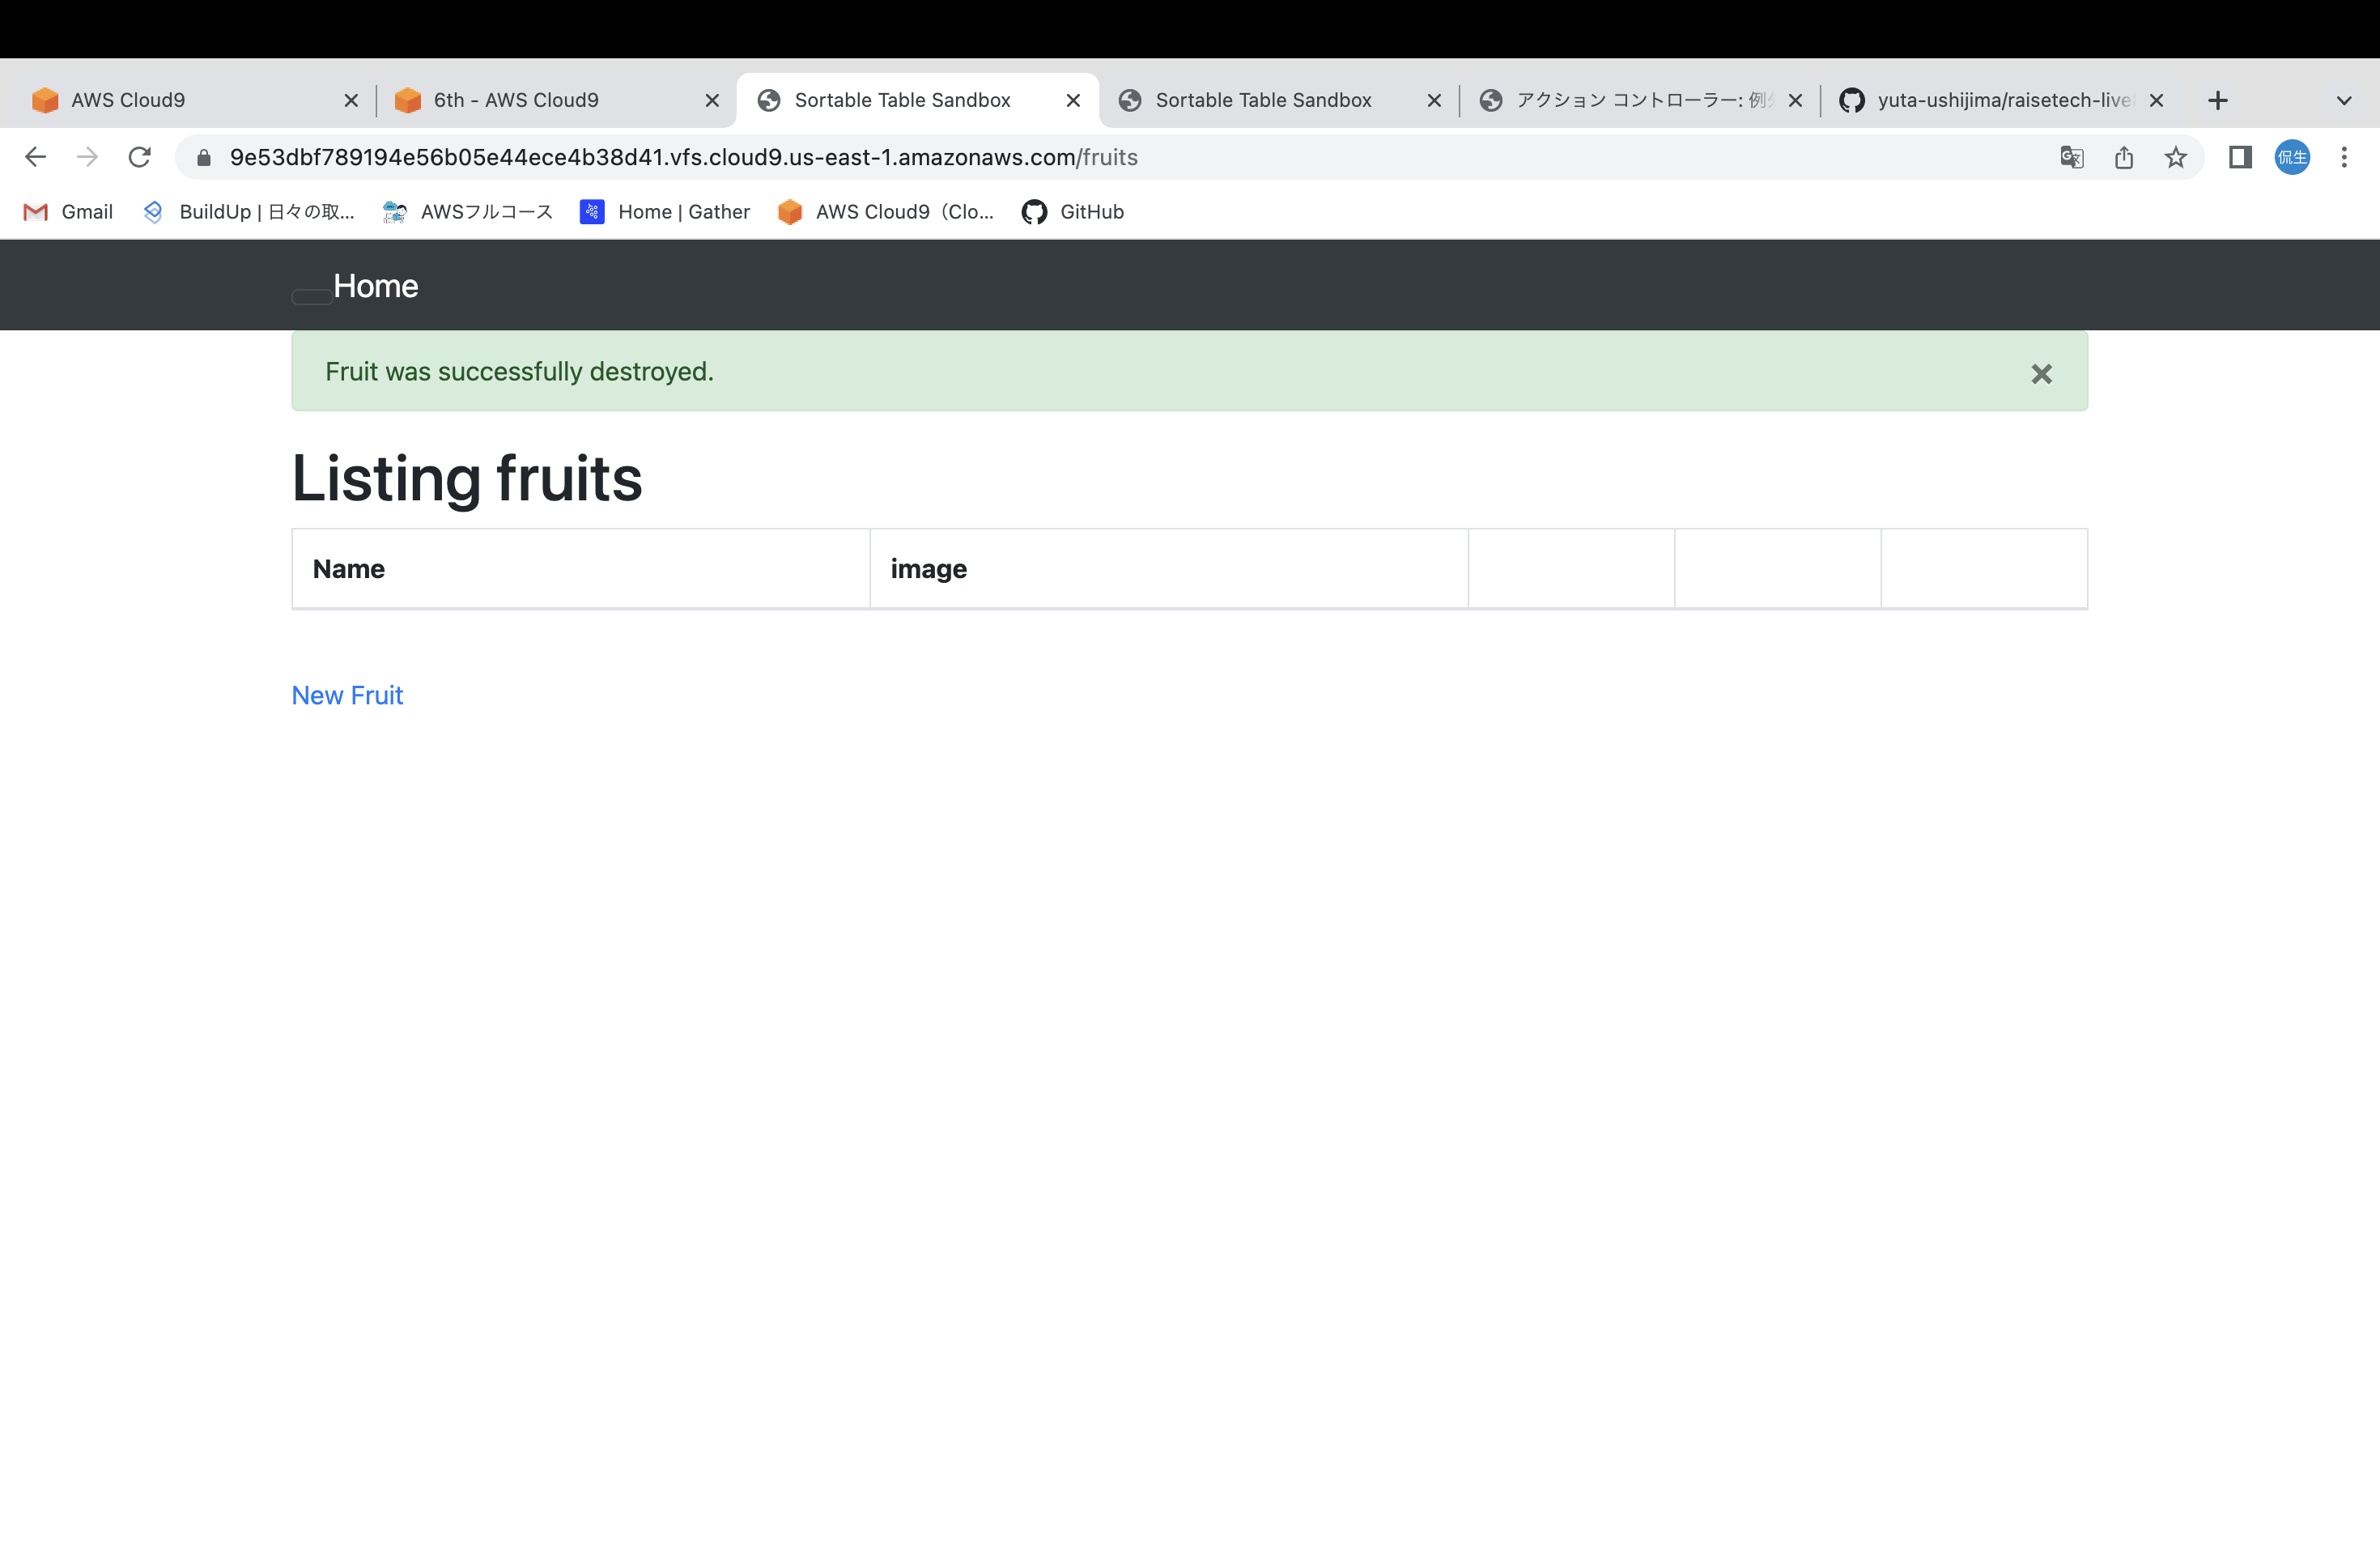 AWS Cloud9
6th - AWS Cloud9
Sortable Table Sandbox
Sortable Table Sandbox
アクション コントローラー: 例
yuta-ushijima/raisetech-live
9e53dbf789194e56b05e44ece4b38d41.vfs.cloud9.us-east-1.amazonaws.com/fruits
侃生
Gmail
BuildUp | 日々の取...
AWSフルコース
Home | Gather
AWS Cloud9（Clo...
GitHub
Home
Fruit was successfully destroyed.
Listing fruits
Name
image
New Fruit